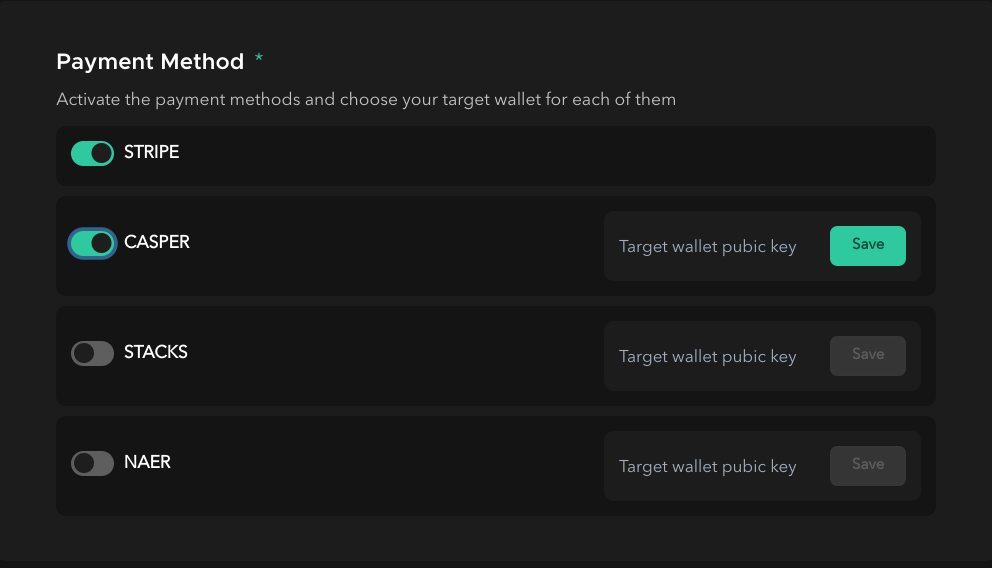 Payment Method *
Activate the payment methods and choose your target wallet for each of them
STRIPE
CASPER
Target wallet pubic key
Save
STACKS
Target wallet pubic key
Save
NAER
Target wallet pubic key
Save